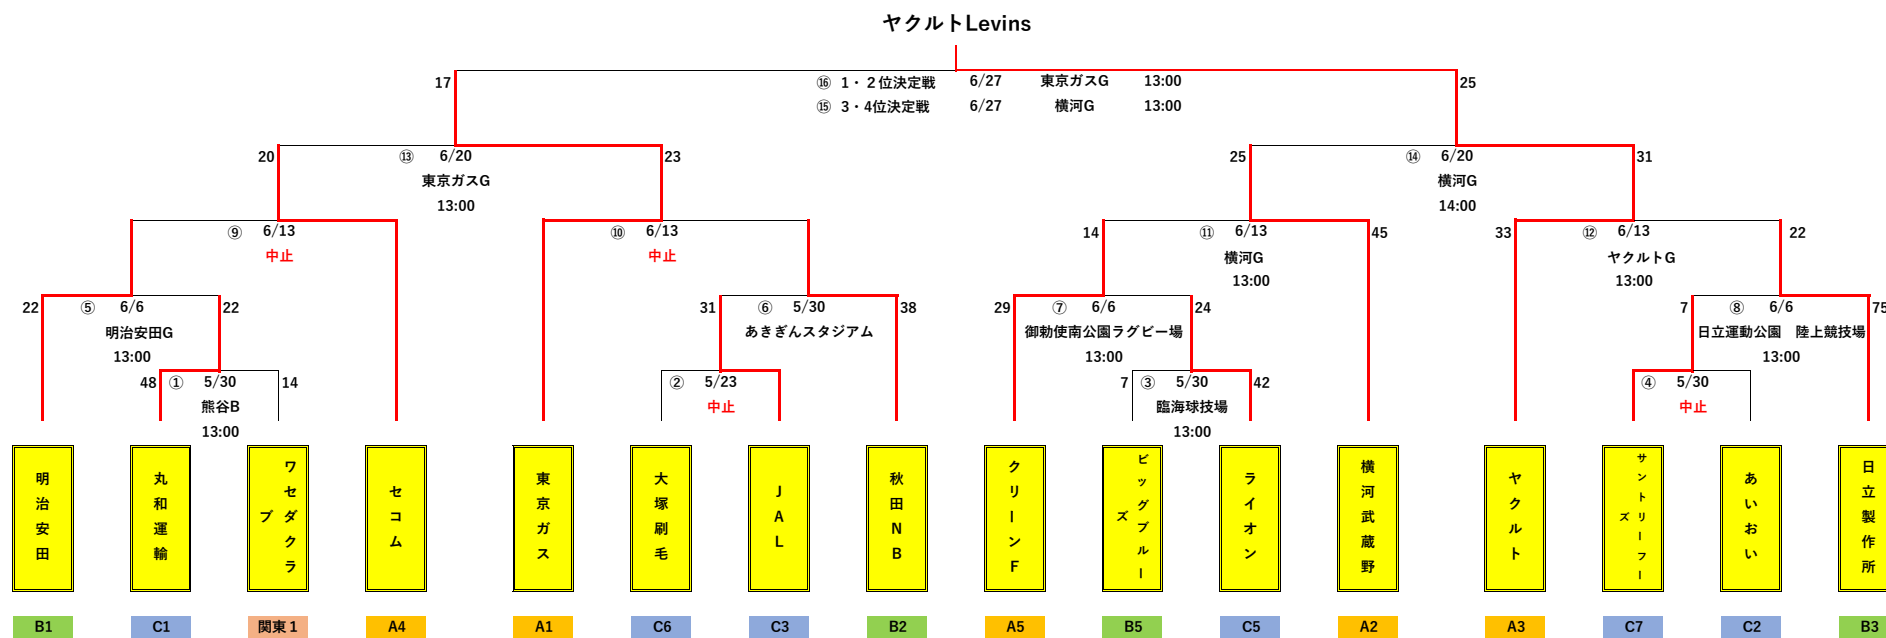 ヤクルトLevins
17
⑯ 1・２位決定戦 6/27 東京ガスG 13:00
25
⑮ 3・4位決定戦 6/27 横河G 13:00
20
⑬ 6/20
23
25
⑭ 6/20
31
東京ガスG
横河G
13:00
14:00
⑨ 6/13
⑩ 6/13
14
⑪ 6/13
45
33
⑫ 6/13
22
中止
中止
横河G
ヤクルトG
13:00
13:00
22
⑤ 6/6
22
31
⑥ 5/30
38
29
⑦ 6/6
24
7
⑧ 6/6
75
明治安田G
あきぎんスタジアム
御勅使南公園ラグビー場
日立運動公園　陸上競技場
13:00
13:00
13:00
48
① 5/30
14
② 5/23
7
③ 5/30
42
④ 5/30
熊谷B
中止
臨海球技場
中止
13:00
13:00
明治安田
丸和運輸
ワセダクラブ
セコム
東京ガス
大塚刷毛
JAL
秋田NB
クリーンF
ビッグブルーズ
ライオン
横河武蔵野
ヤクルト
サントリーフーズ
あいおい
日立製作所
B1
C1
関東１
A4
A1
C6
C3
B2
A5
B5
C5
A2
A3
C7
C2
B3